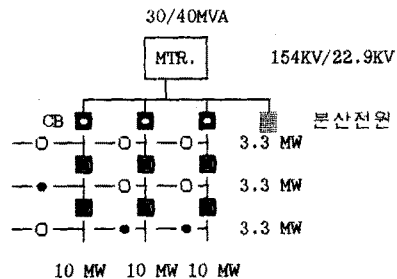 30/40MVA
MTR. 154KV/22.9KV
CB 분산전원
3.3 MW
3.3 MW
3.3 MW
10 MW 10 MW 10 MW